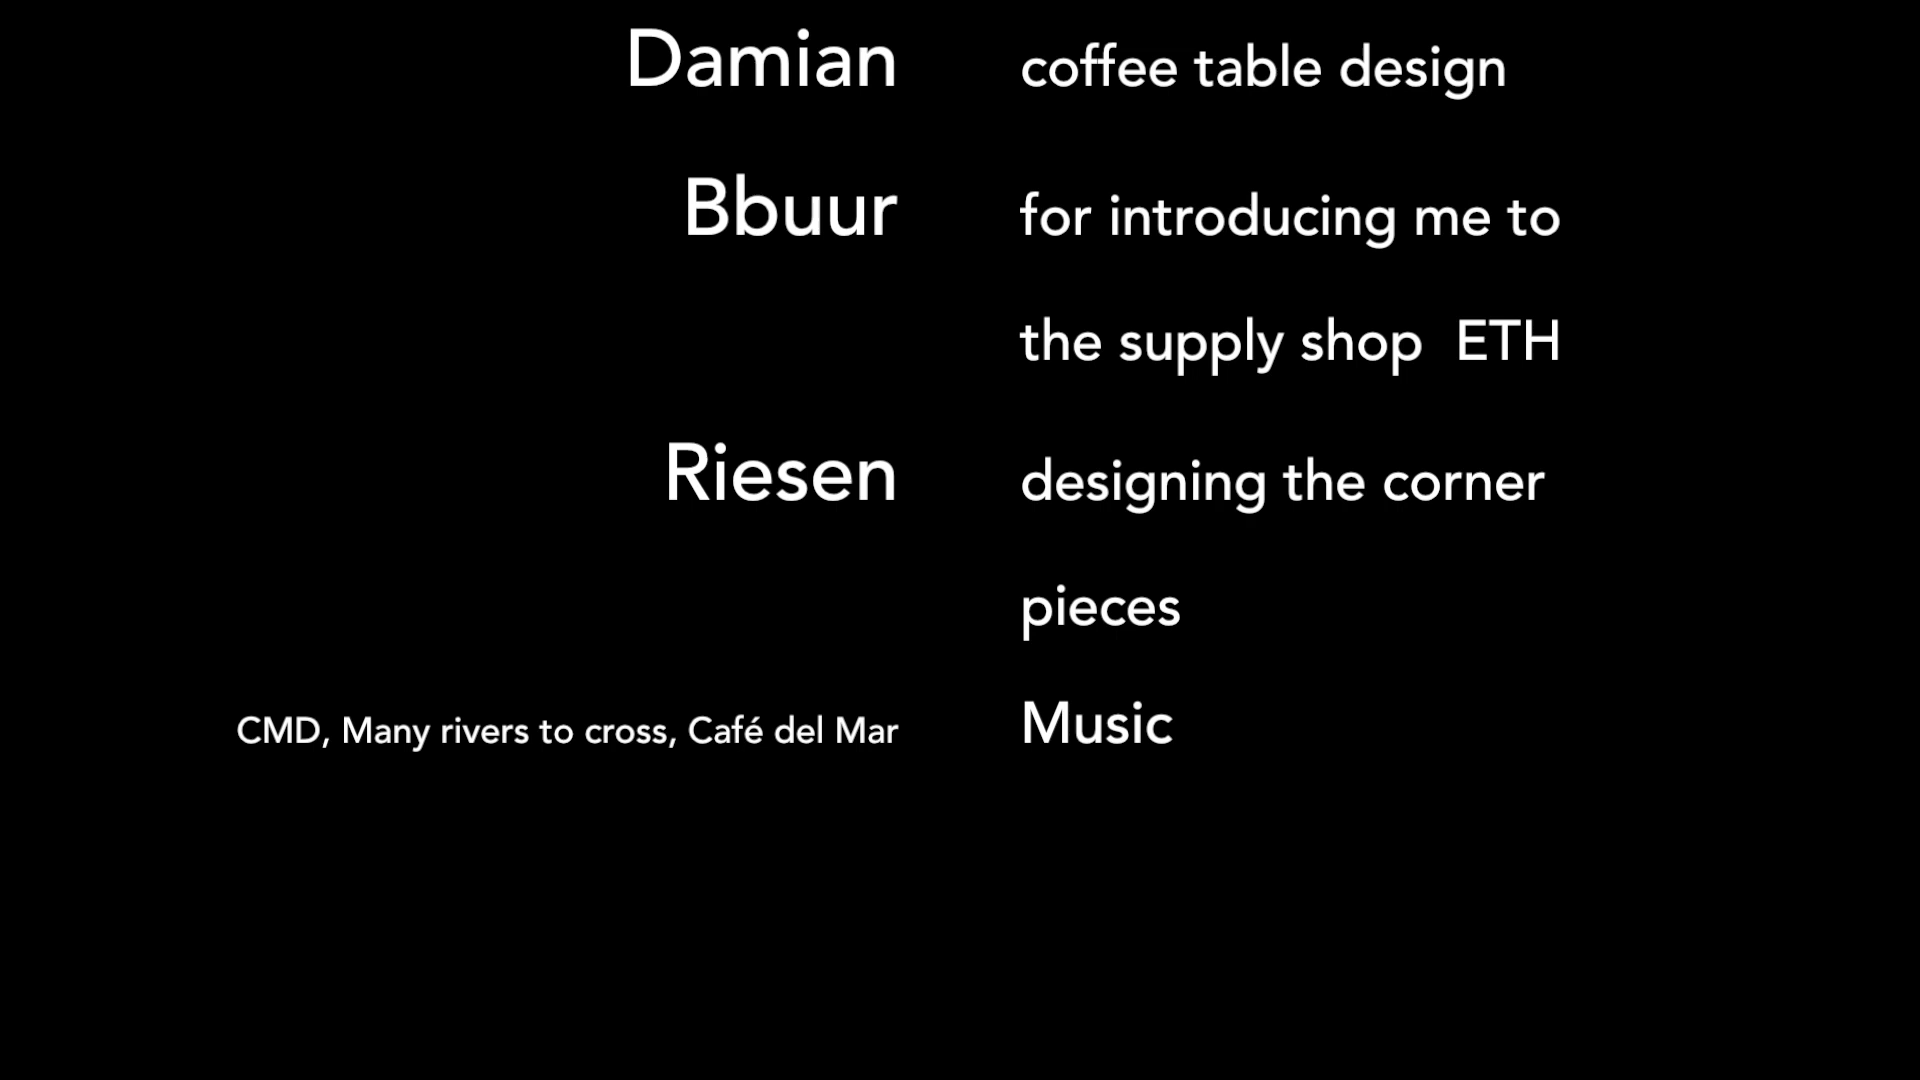 Damian coffee table design
Bbuur for introducing me to
the supply shop  ETH
Riesen designing the corner
pieces
CMD, Many rivers to cross, Café del Mar Music